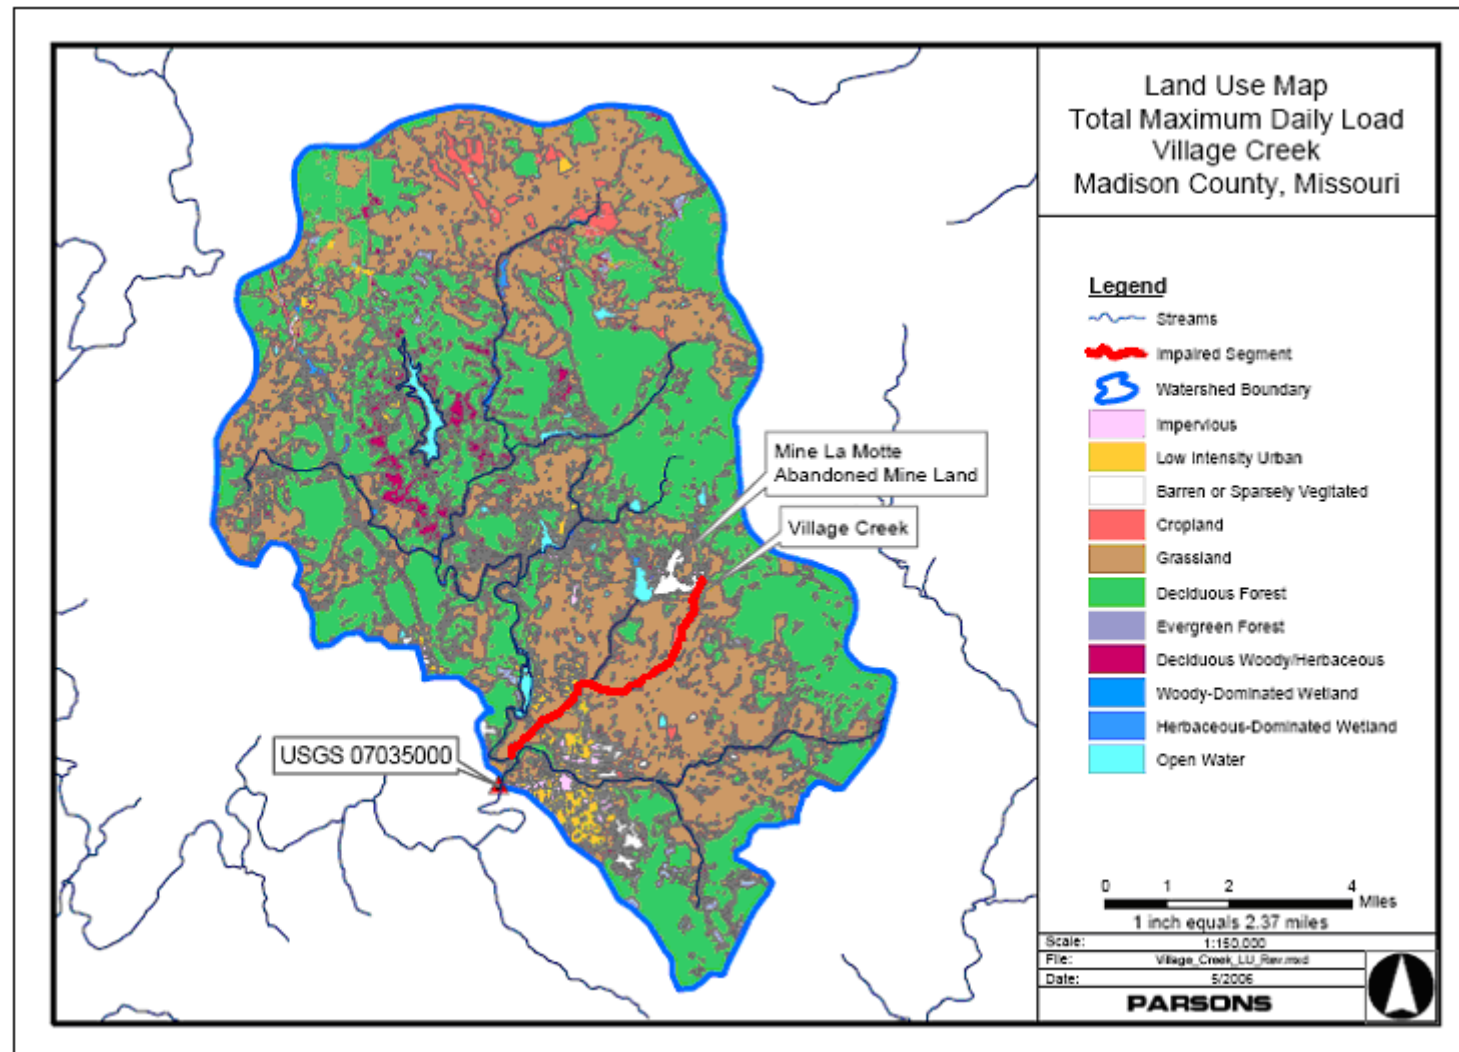 Land Use Map
Total Maximum Daily Load
Village Creek
Madison County, Missouri
Legend
Streams
Impaired Segment
Watershed Boundary
Impervious
Low Intensity Urban
Barren or Sparsely Vegitated
Cropland
Grassland
Deciduous Forest
Evergreen Forest
Deciduous Woody/Herbaceous
Woody-Dominated Wetland
Herbaceous-Dominated Wetland
Open Water
Mine La Motte
Abandoned Mine Land
Village Creek
USGS 07035000
0 1 2 4
Miles
1 inch equals 2.37 miles
Scale: 1:150,000
File: Village_Creek_LU_Rev.mxd
Date: 5/2006
PARSONS